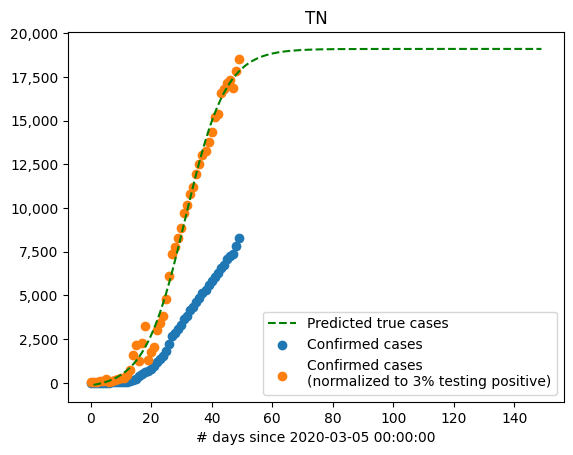 TN
20,000
17,500
15,000
12,500
10,000
7,500
5,000
2,500
0
Predicted true cases
Confirmed cases
Confirmed cases
(normalized to 3% testing positive)
0 20 40 60 80 100 120 140
# days since 2020-03-05 00:00:00